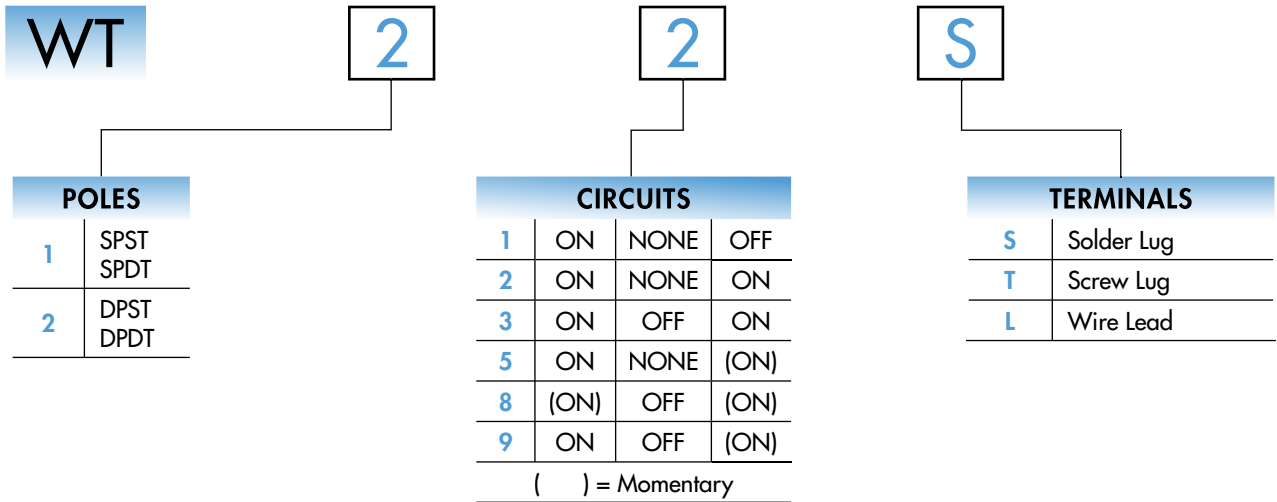 WT 2 2 S
POLES
1 SPST
SPDT
2 DPST
DPDT
CIRCUITS
1 ON NONE OFF
2 ON NONE ON
3 ON OFF ON
5 ON NONE (ON)
8 (ON) OFF (ON)
9 ON OFF (ON)
( ) = Momentary
TERMINALS
S Solder Lug
T Screw Lug
L Wire Lead